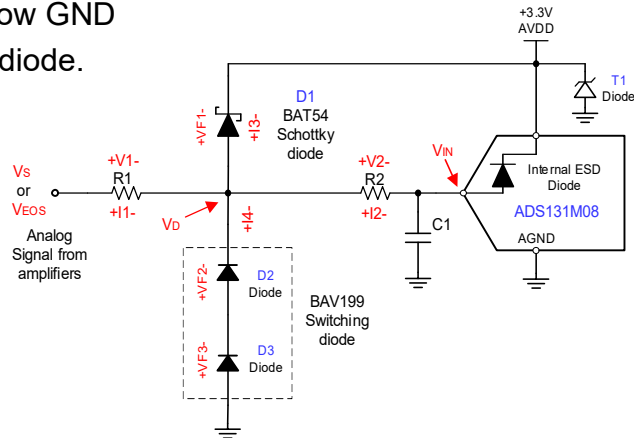 ow GND
diode.
+3.3V
AVDD
T1
Diode
D1
BAT54
Schottky
diode
+VF1-
+I3-
VS
or
VEOS
Analog
Signal from
amplifiers
+V1-
R1
+I1-
VD
+I4-
+V2-
R2
+I2-
C1
VIN
Internal ESD
Diode
ADS131M08
AGND
+VF2-
D2
Diode
+VF3-
D3
Diode
BAV199
Switching
diode